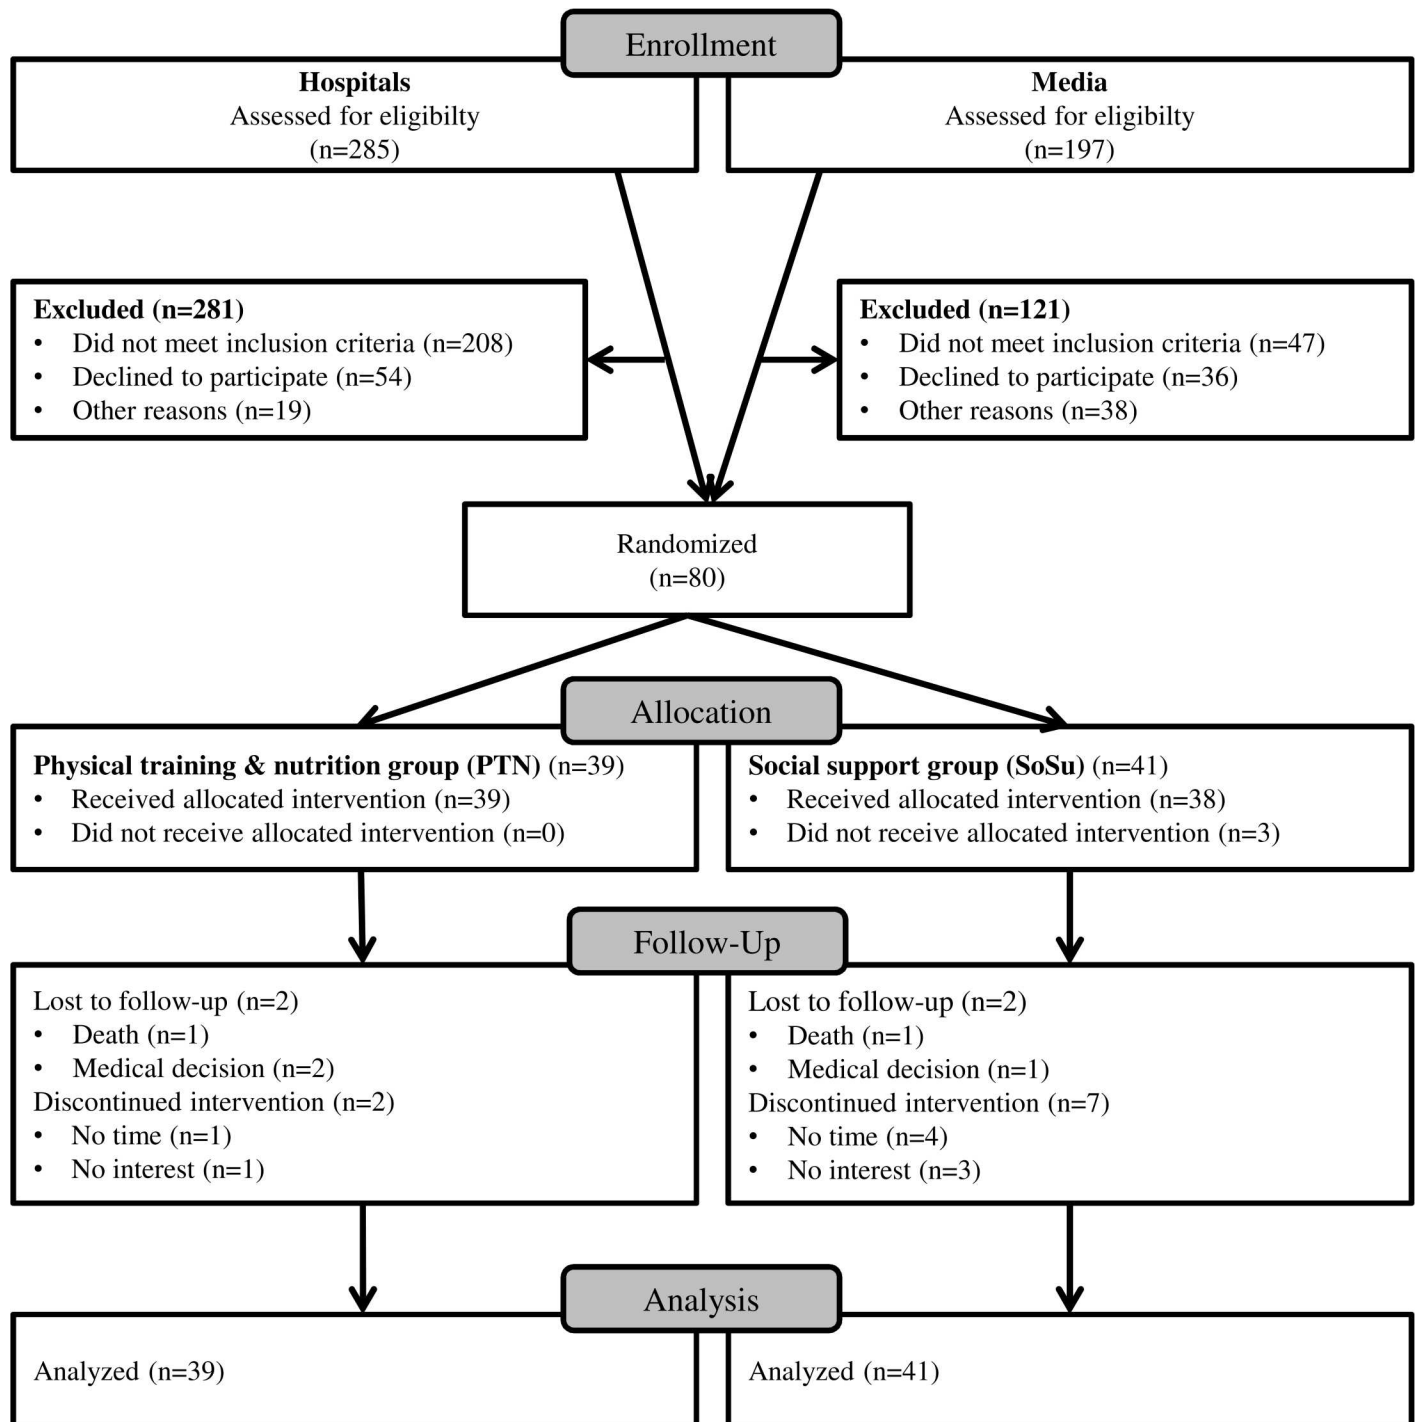 Enrollment
Hospitals
Assessed for eligibilty
(n=285)
Media
Assessed for eligibilty
(n=197)
Excluded (n=281)
• Did not meet inclusion criteria (n=208)
• Declined to participate (n=54)
• Other reasons (n=19)
Excluded (n=121)
• Did not meet inclusion criteria (n=47)
• Declined to participate (n=36)
• Other reasons (n=38)
Randomized
(n=80)
Allocation
Physical training & nutrition group (PTN) (n=39)
• Received allocated intervention (n=39)
• Did not receive allocated intervention (n=0)
Social support group (SoSu) (n=41)
• Received allocated intervention (n=38)
• Did not receive allocated intervention (n=3)
Follow-Up
Lost to follow-up (n=2)
• Death (n=1)
• Medical decision (n=2)
Discontinued intervention (n=2)
• No time (n=1)
• No interest (n=1)
Lost to follow-up (n=2)
• Death (n=1)
• Medical decision (n=1)
Discontinued intervention (n=7)
• No time (n=4)
• No interest (n=3)
Analysis
Analyzed (n=39)
Analyzed (n=41)